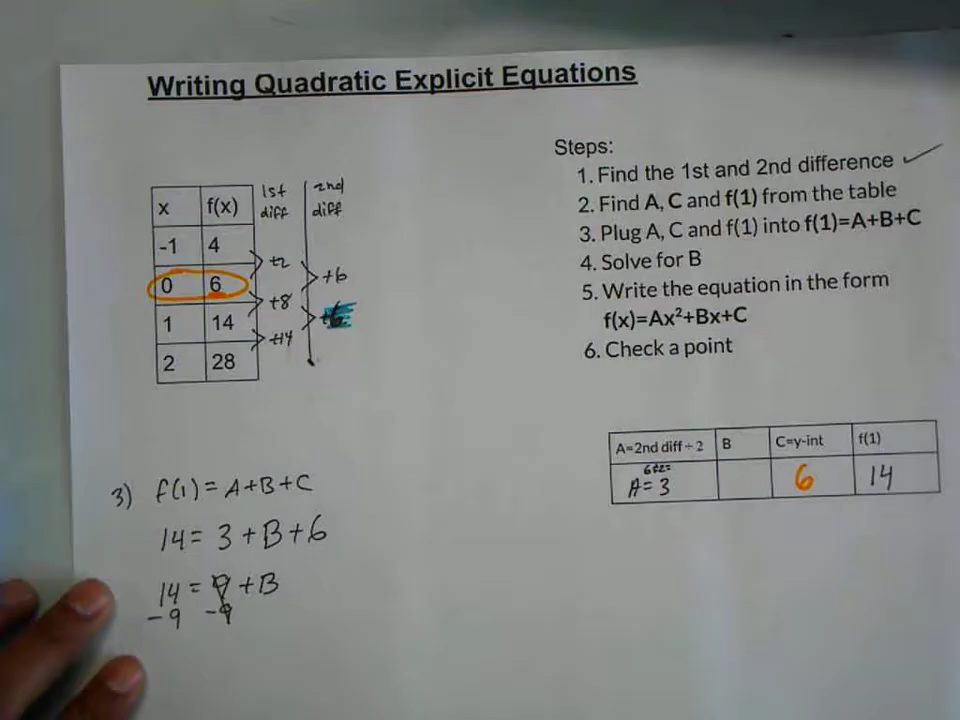 Writing Quadratic Explicit Equations
x f(x) 1st diff 2nd diff
-1 4
+2
0 6 +6
+8
1 14 +6
+14
2 28
Steps:
1. Find the 1st and 2nd difference
2. Find A, C and f(1) from the table
3. Plug A, C and f(1) into f(1)=A+B+C
4. Solve for B
5. Write the equation in the form
f(x)=Ax²+Bx+C
6. Check a point
A=2nd diff ÷ 2 B C=y-int f(1)
6÷2=
A=3 6 14
3) f(1) = A+B+C
14 = 3 + B + 6
14 = 9 + B
-9 -9